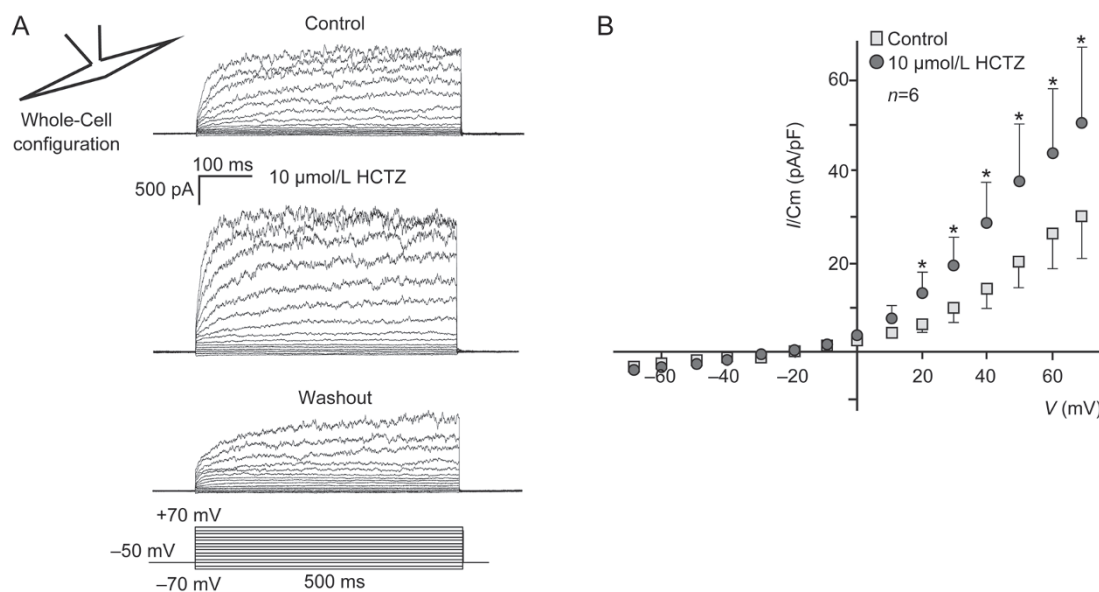 A
Whole-Cell
configuration
Control
100 ms
500 pA
10 μmol/L HCTZ
Washout
+70 mV
–50 mV
–70 mV
500 ms
B
Control
10 μmol/L HCTZ
n=6
I/Cm (pA/pF)
60
40
20
* * * * * *
–60
–40
–20
20
40
60
V (mV)